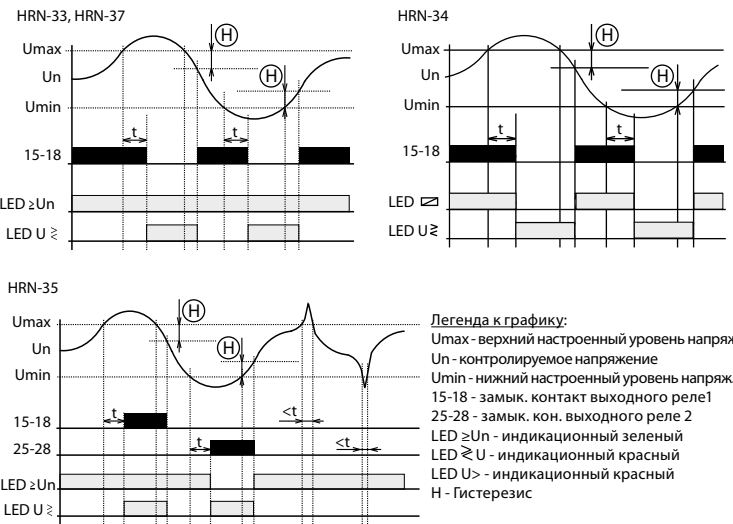 HRN-33, HRN-37
Umax
Un
Umin
H
H
t
t
15-18
LED ≥Un
LED U ≷
HRN-34
Umax
Un
Umin
H
H
t
t
15-18
LED
LED U≷
HRN-35
Umax
Un
Umin
H
H
t
<t
15-18
t
<t
25-28
LED ≥Un
LED U ≷
Легенда к графику:
Umax - верхний настроенный уровень напряж
Un - контролируемое напряжение
Umin - нижний настроенный уровень напряж.
15-18 - замык. контакт выходного реле1
25-28 - замык. кон. выходного реле 2
LED ≥Un - индикационный зеленый
LED ≷ U - индикационный красный
LED U> - индикационный красный
H - Гистерезис